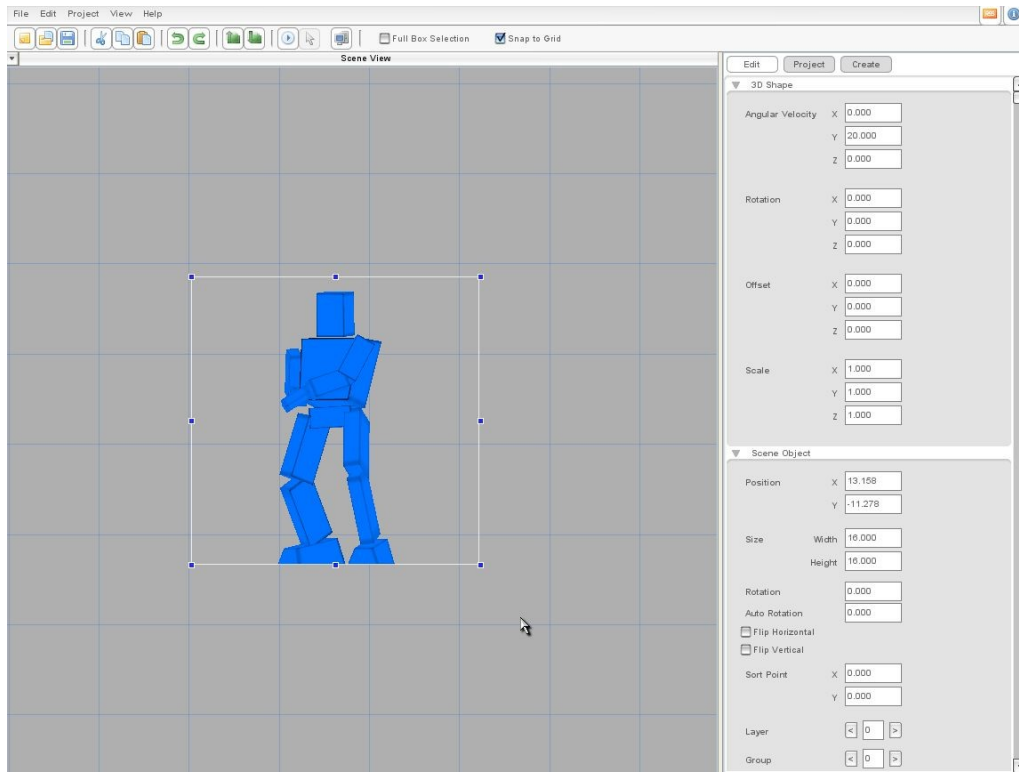 File Edit Project View Help
Full Box Selection Snap to Grid
Scene View
Edit Project Create
3D Shape
Angular Velocity X 0.000
Y 20.000
Z 0.000
Rotation X 0.000
Y 0.000
Z 0.000
Offset X 0.000
Y 0.000
Z 0.000
Scale X 1.000
Y 1.000
Z 1.000
Scene Object
Position X 13.158
Y -11.278
Size Width 16.000
Height 16.000
Rotation 0.000
Auto Rotation 0.000
Flip Horizontal
Flip Vertical
Sort Point X 0.000
Y 0.000
Layer < 0 >
Group < 0 >